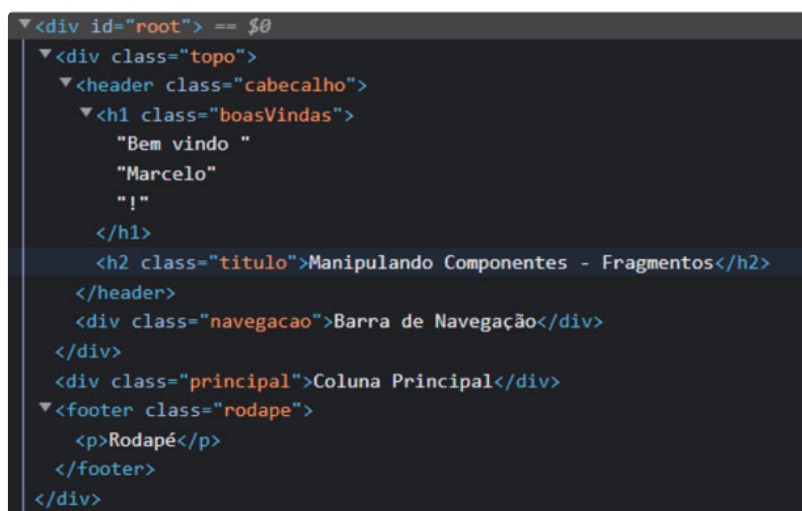 ▼<div id="root"> == $0
▼<div class="topo">
▼<header class="cabecalho">
▼<h1 class="boasVindas">
"Bem vindo "
"Marcelo"
"!"
</h1>
<h2 class="titulo">Manipulando Componentes - Fragmentos</h2>
</header>
<div class="navegacao">Barra de Navegação</div>
</div>
<div class="principal">Coluna Principal</div>
▼<footer class="rodape">
<p>Rodapé</p>
</footer>
</div>